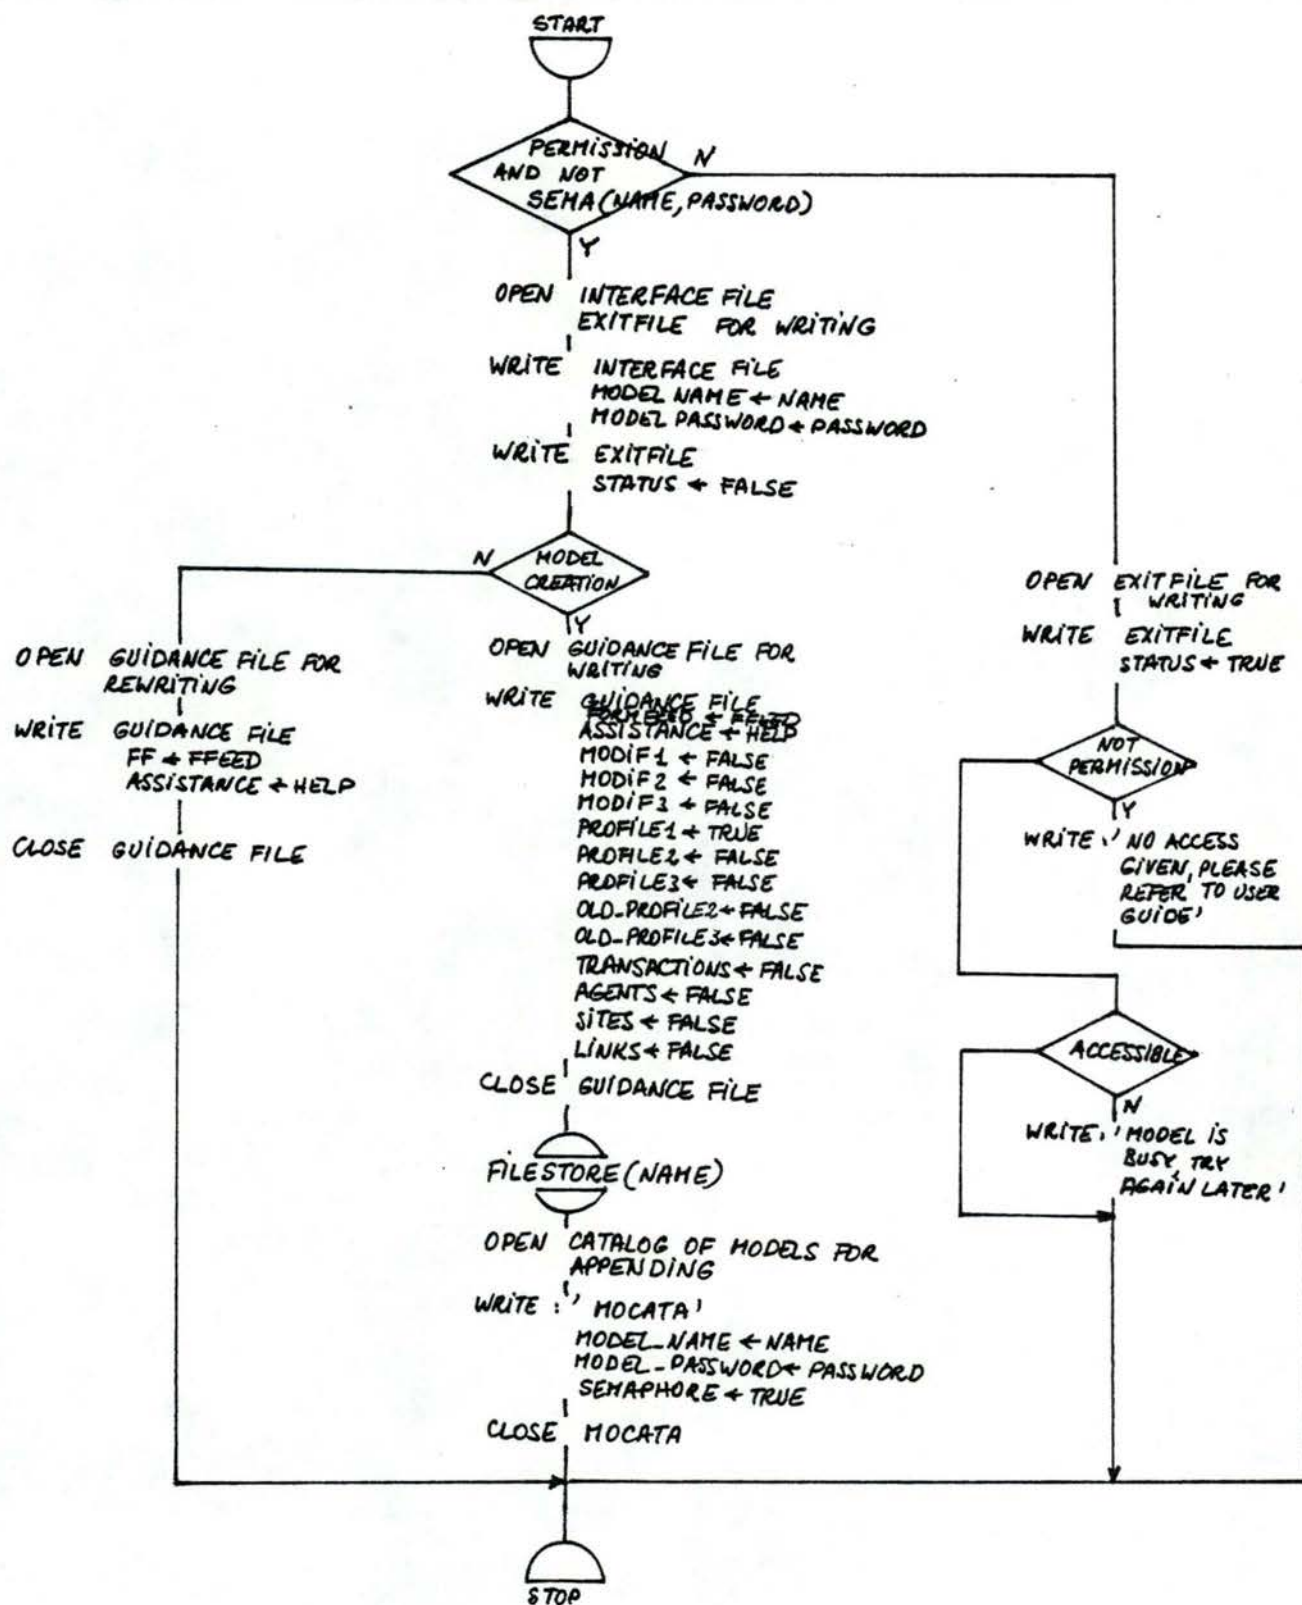 START
PERMISSION
AND NOT
SEMA(NAME,PASSWORD)
N
Y
OPEN INTERFACE FILE
EXITFILE FOR WRITING
WRITE INTERFACE FILE
MODEL NAME ← NAME
MODEL PASSWORD ← PASSWORD
WRITE EXITFILE
STATUS ← FALSE
MODEL
CREATION
N
Y
OPEN GUIDANCE FILE FOR
REWRITING
WRITE GUIDANCE FILE
FF ← FFEED
ASSISTANCE ← HELP
CLOSE GUIDANCE FILE
OPEN GUIDANCE FILE FOR
WRITING
WRITE GUIDANCE FILE
FORMFEED ← FFEED
ASSISTANCE ← HELP
MODIF1 ← FALSE
MODIF2 ← FALSE
MODIF3 ← FALSE
PROFILE1 ← TRUE
PROFILE2 ← FALSE
PROFILE3 ← FALSE
OLD_PROFILE2 ← FALSE
OLD_PROFILE3 ← FALSE
TRANSACTIONS ← FALSE
AGENTS ← FALSE
SITES ← FALSE
LINKS ← FALSE
CLOSE GUIDANCE FILE
FILESTORE(NAME)
OPEN CATALOG OF MODELS FOR
APPENDING
WRITE : 'MOCATA'
MODEL_NAME ← NAME
MODEL_PASSWORD ← PASSWORD
SEMAPHORE ← TRUE
CLOSE MOCATA
STOP
OPEN EXITFILE FOR
WRITING
WRITE EXITFILE
STATUS ← TRUE
NOT
PERMISSION
Y
WRITE : 'NO ACCESS
GIVEN, PLEASE
REFER TO USER
GUIDE'
ACCESSIBLE
N
WRITE : 'MODEL IS
BUSY, TRY
AGAIN LATER'